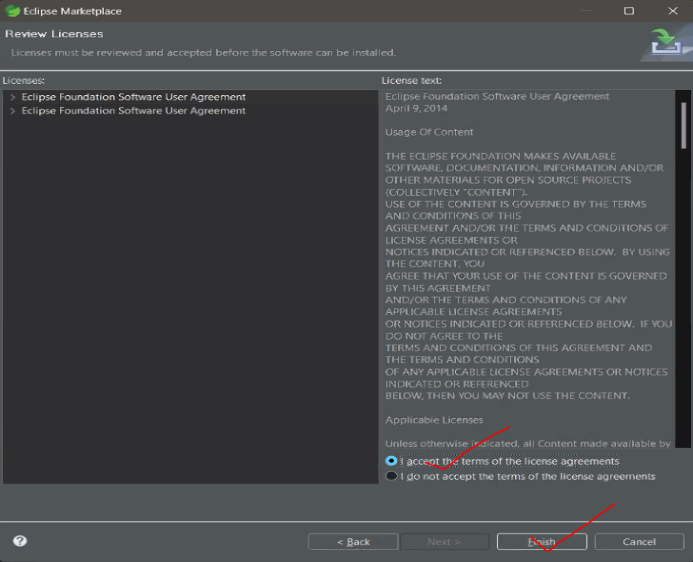 Eclipse Marketplace
Review Licenses
Licenses must be reviewed and accepted before the software can be installed.
Licenses:
Eclipse Foundation Software User Agreement
Eclipse Foundation Software User Agreement
License text:
Eclipse Foundation Software User Agreement
April 9, 2014
Usage Of Content
THE ECLIPSE FOUNDATION MAKES AVAILABLE
SOFTWARE, DOCUMENTATION, INFORMATION AND/OR
OTHER MATERIALS FOR OPEN SOURCE PROJECTS
(COLLECTIVELY "CONTENT").
USE OF THE CONTENT IS GOVERNED BY THE TERMS
AND CONDITIONS OF THIS
AGREEMENT AND/OR THE TERMS AND CONDITIONS OF
LICENSE AGREEMENTS OR
NOTICES INDICATED OR REFERENCED BELOW.  BY USING
THE CONTENT, YOU
AGREE THAT YOUR USE OF THE CONTENT IS GOVERNED
BY THIS AGREEMENT
AND/OR THE TERMS AND CONDITIONS OF ANY
APPLICABLE LICENSE AGREEMENTS
OR NOTICES INDICATED OR REFERENCED BELOW.  IF YOU
DO NOT AGREE TO THE
TERMS AND CONDITIONS OF THIS AGREEMENT AND
THE TERMS AND CONDITIONS
OF ANY APPLICABLE LICENSE AGREEMENTS OR NOTICES
INDICATED OR REFERENCED
BELOW, THEN YOU MAY NOT USE THE CONTENT.
Applicable Licenses
Unless otherwise indicated, all Content made available by
I accept the terms of the license agreements
I do not accept the terms of the license agreements
?
< Back
Next >
Finish
Cancel